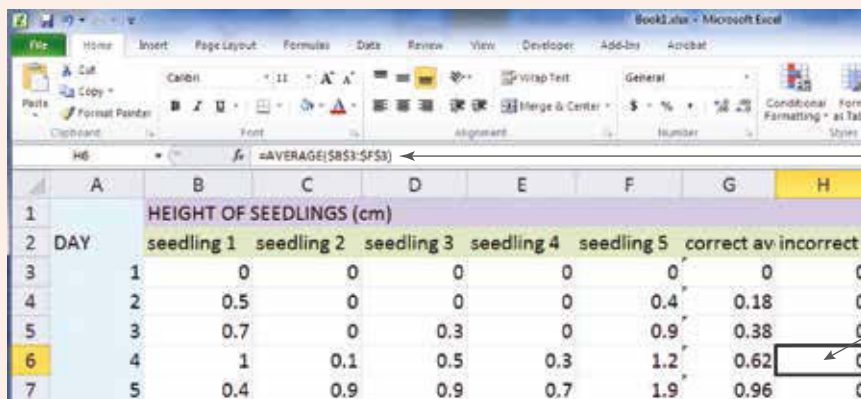 Book1.xlsx - Microsoft Excel
File Home Insert Page Layout Formulas Data Review View Developer Add-Ins Acrobat
Cut
Copy
Format Painter
Paste
Clipboard
Calibri 11 A A
B I U A
Font
Wrap Text
Merge & Center
Alignment
General
$ % ,
Number
Conditional
Formatting
as
Styles
H6 fx =AVERAGE($B$3:$F$3)
A B C D E F G H
1 HEIGHT OF SEEDLINGS (cm)
2 DAY seedling 1 seedling 2 seedling 3 seedling 4 seedling 5 correct av incorrect
3 1 0 0 0 0 0 0 0
4 2 0.5 0 0 0 0.4 0.18 0
5 3 0.7 0 0.3 0 0.9 0.38 0
6 4 1 0.1 0.5 0.3 1.2 0.62 0
7 5 0.4 0.9 0.9 0.7 1.9 0.96 0